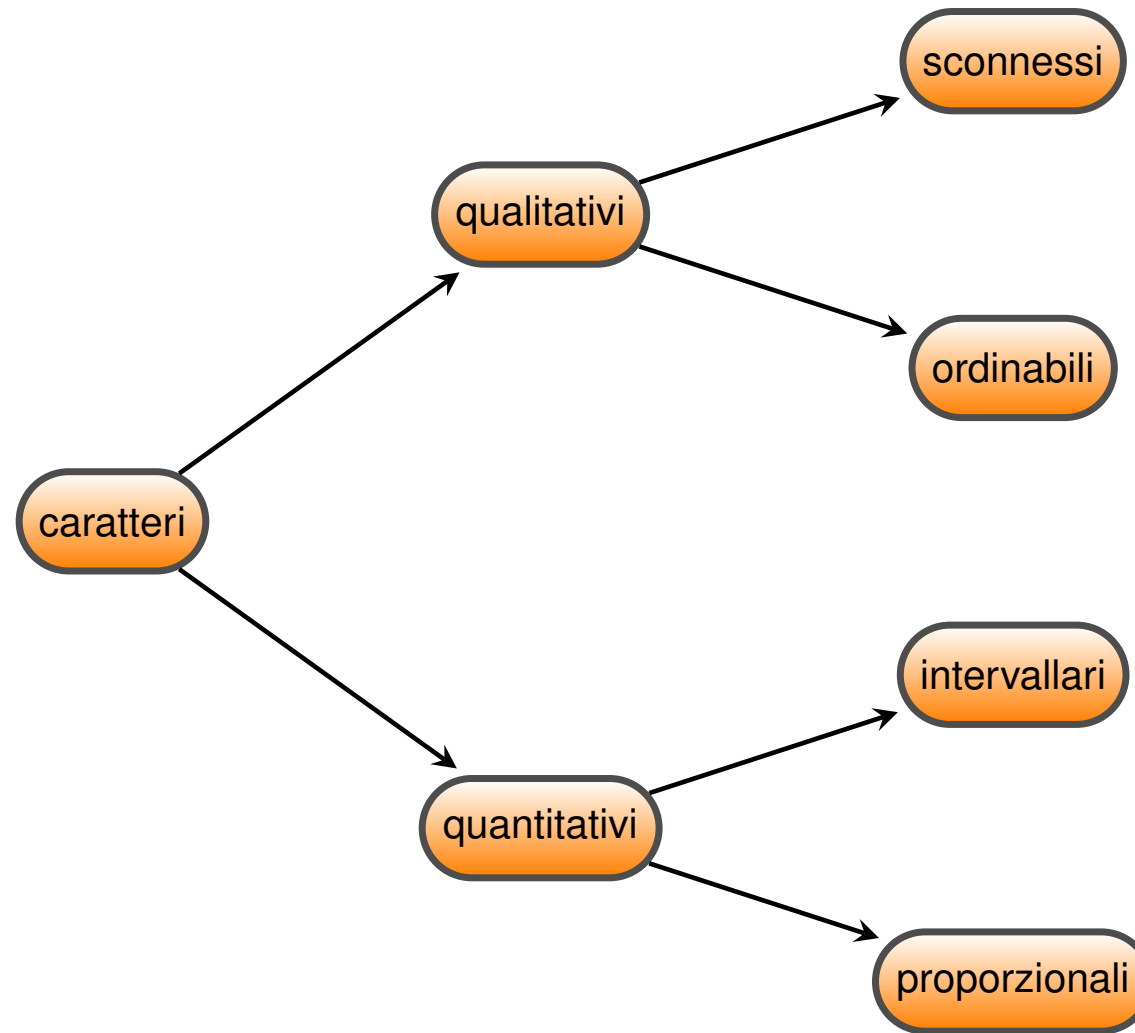 caratteri
qualitativi
sconnessi
ordinabili
quantitativi
intervallari
proporzionali